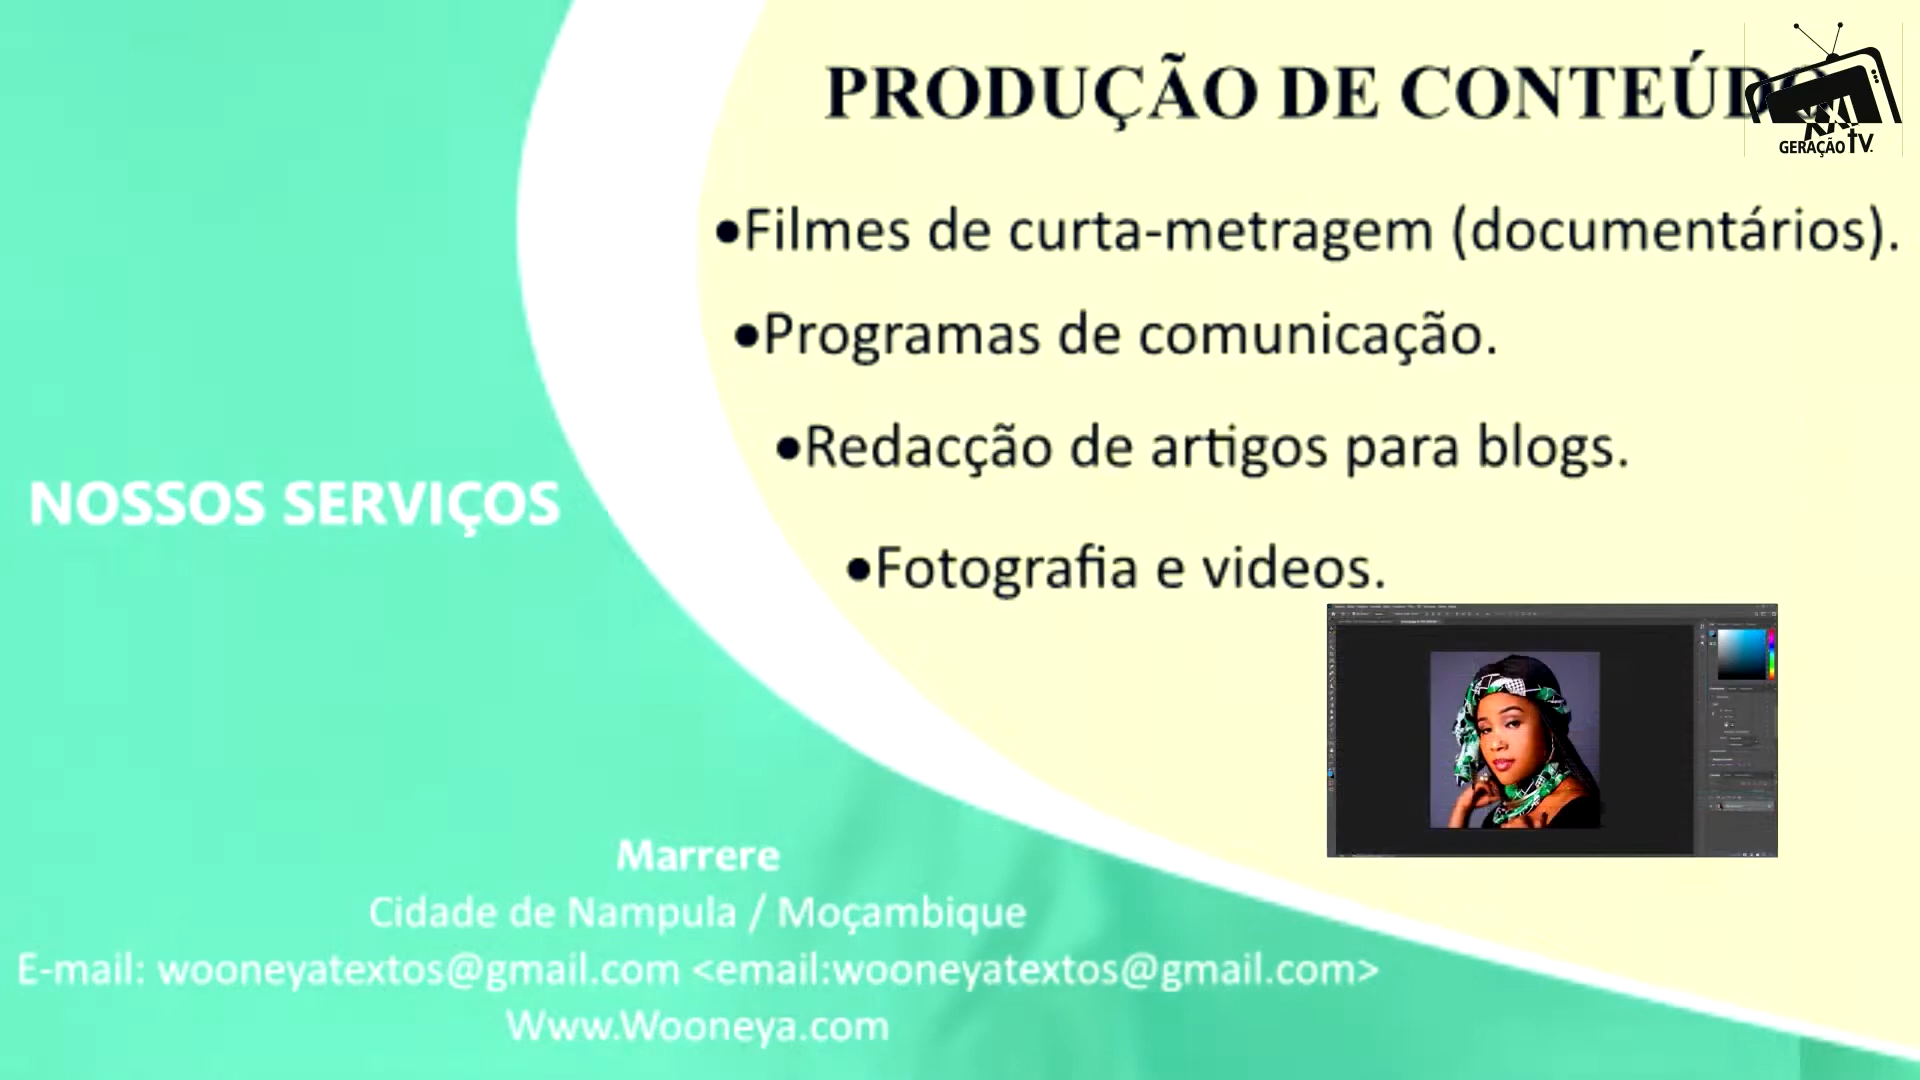 PRODUÇÃO DE CONTEÚDO
GERAÇÃO TV.
•Filmes de curta-metragem (documentários).
•Programas de comunicação.
•Redacção de artigos para blogs.
•Fotografia e videos.
NOSSOS SERVIÇOS
Marrere
Cidade de Nampula / Moçambique
E-mail: wooneyatextos@gmail.com <email:wooneyatextos@gmail.com>
Www.Wooneya.com